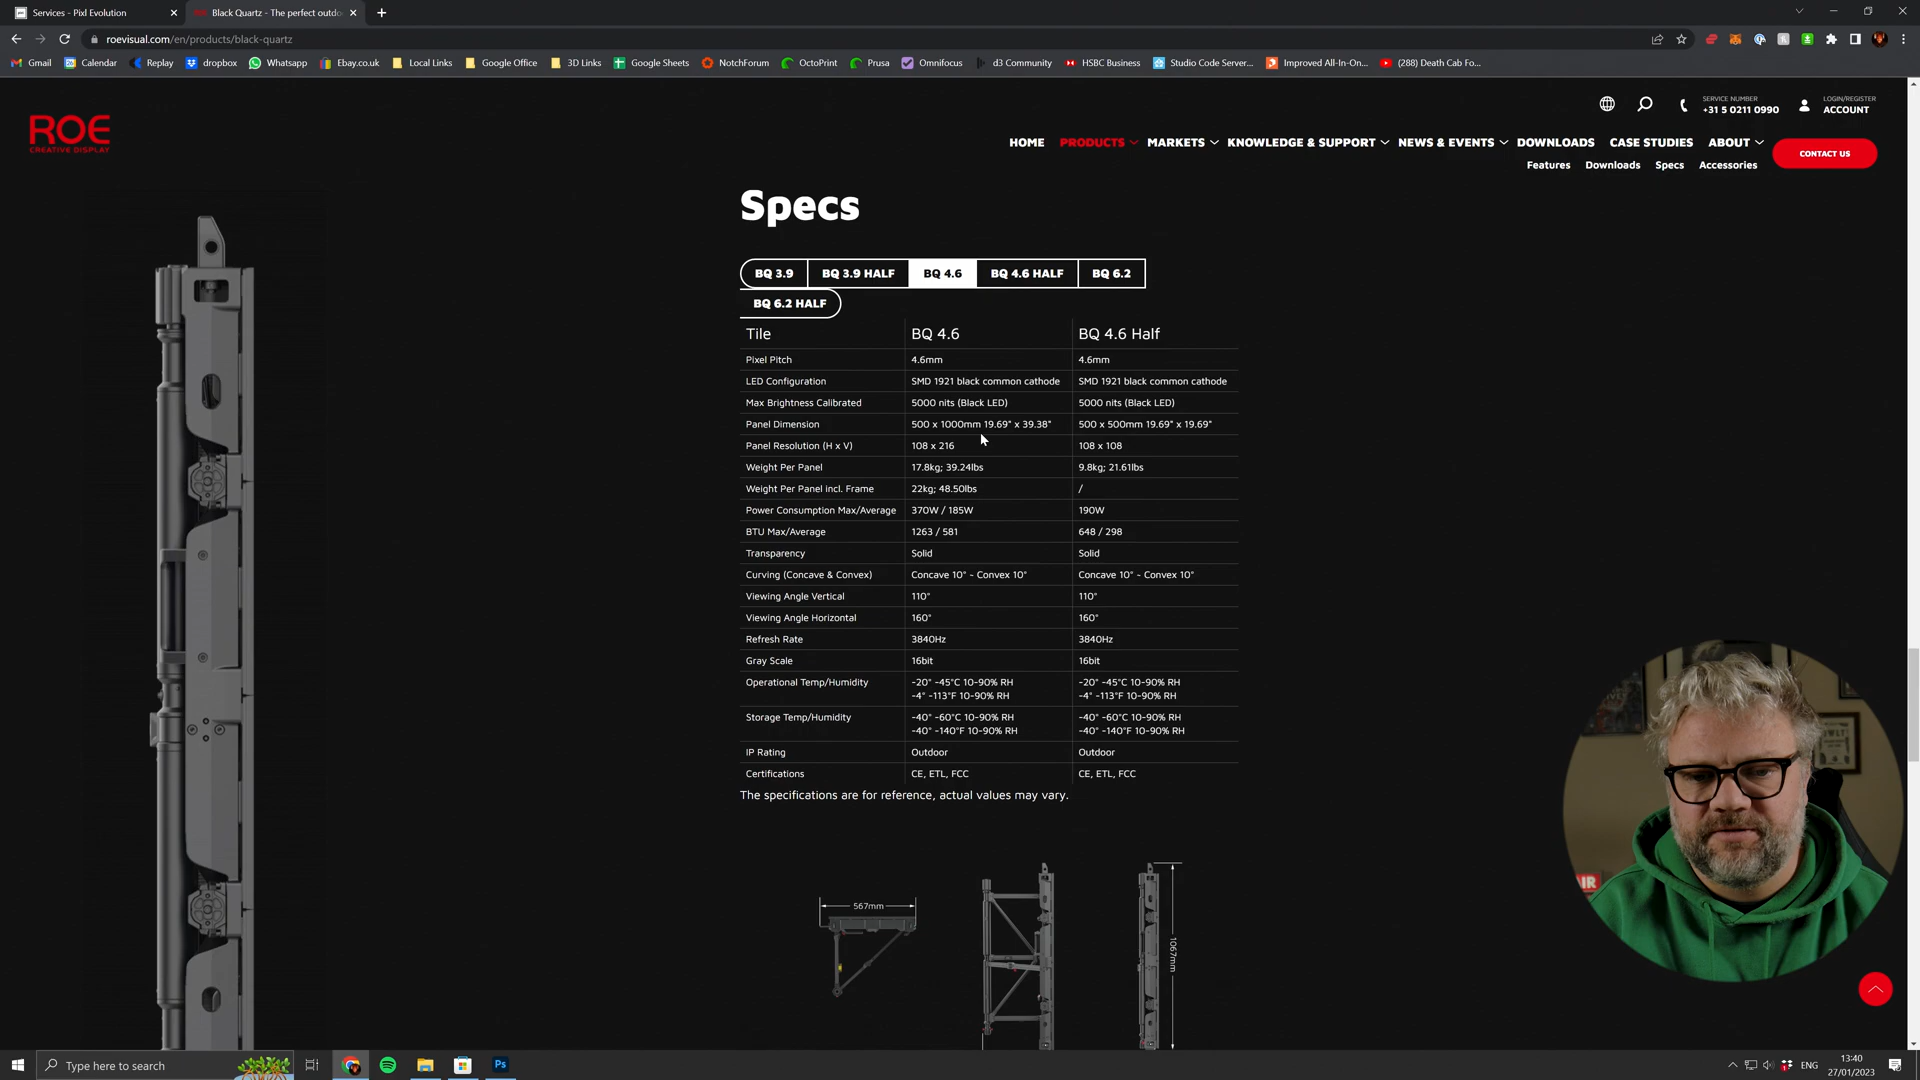 Services - Pixl Evolution
Black Quartz - The perfect outdo
roevisual.com/en/products/black-quartz
Gmail
Calendar
Replay
dropbox
Whatsapp
Ebay.co.uk
Local Links
Google Office
3D Links
Google Sheets
NotchForum
OctoPrint
Prusa
Omnifocus
d3 Community
HSBC Business
Studio Code Server...
Improved All-In-On...
(288) Death Cab Fo...
ROE
CREATIVE DISPLAY
SERVICE NUMBER
+31 5 0211 0990
LOGIN/REGISTER
ACCOUNT
HOME
PRODUCTS
MARKETS
KNOWLEDGE & SUPPORT
NEWS & EVENTS
DOWNLOADS
CASE STUDIES
ABOUT
CONTACT US
Features
Downloads
Specs
Accessories
Specs
BQ 3.9
BQ 3.9 HALF
BQ 4.6
BQ 4.6 HALF
BQ 6.2
BQ 6.2 HALF
Tile BQ 4.6 BQ 4.6 Half
Pixel Pitch 4.6mm 4.6mm
LED Configuration SMD 1921 black common cathode SMD 1921 black common cathode
Max Brightness Calibrated 5000 nits (Black LED) 5000 nits (Black LED)
Panel Dimension 500 x 1000mm 19.69" x 39.38" 500 x 500mm 19.69" x 19.69"
Panel Resolution (H x V) 108 x 216 108 x 108
Weight Per Panel 17.8kg; 39.24lbs 9.8kg; 21.61lbs
Weight Per Panel incl. Frame 22kg; 48.50lbs /
Power Consumption Max/Average 370W / 185W 190W
BTU Max/Average 1263 / 581 648 / 298
Transparency Solid Solid
Curving (Concave & Convex) Concave 10° - Convex 10° Concave 10° - Convex 10°
Viewing Angle Vertical 110° 110°
Viewing Angle Horizontal 160° 160°
Refresh Rate 3840Hz 3840Hz
Gray Scale 16bit 16bit
Operational Temp/Humidity -20° -45°C 10-90% RH -20° -45°C 10-90% RH
-4° -113°F 10-90% RH -4° -113°F 10-90% RH
Storage Temp/Humidity -40° -60°C 10-90% RH -40° -60°C 10-90% RH
-40° -140°F 10-90% RH -40° -140°F 10-90% RH
IP Rating Outdoor Outdoor
Certifications CE, ETL, FCC CE, ETL, FCC
The specifications are for reference, actual values may vary.
567mm
1067mm
AIR
Type here to search
Ps
ENG
13:40
27/01/2023